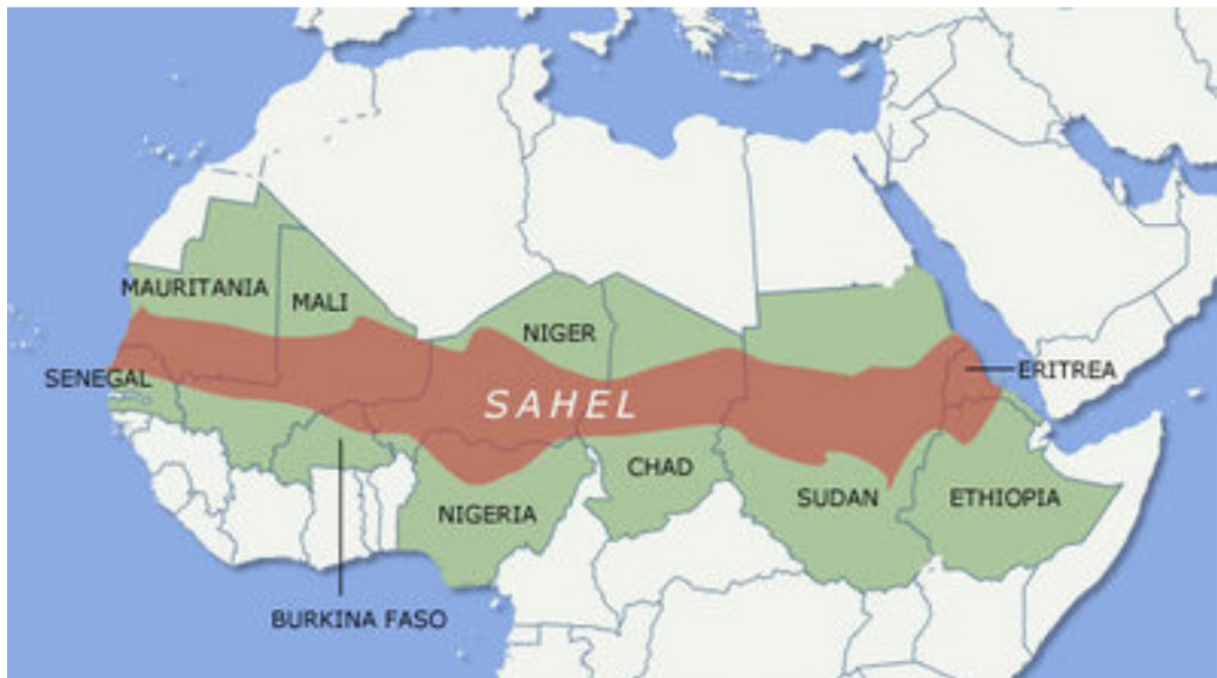 MAURITANIA
MALI
NIGER
ERITREA
SENEGAL
SAHEL
CHAD
SUDAN
ETHIOPIA
NIGERIA
BURKINA FASO